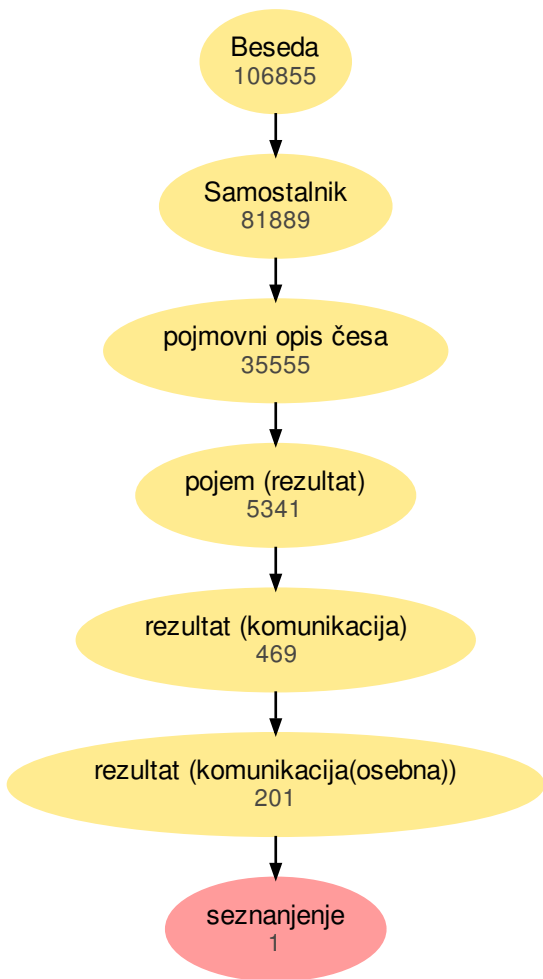 Beseda
106855
Samostalnik
81889
pojmovni opis česa
35555
pojem (rezultat)
5341
rezultat (komunikacija)
469
rezultat (komunikacija(osebna))
201
seznanjenje
1